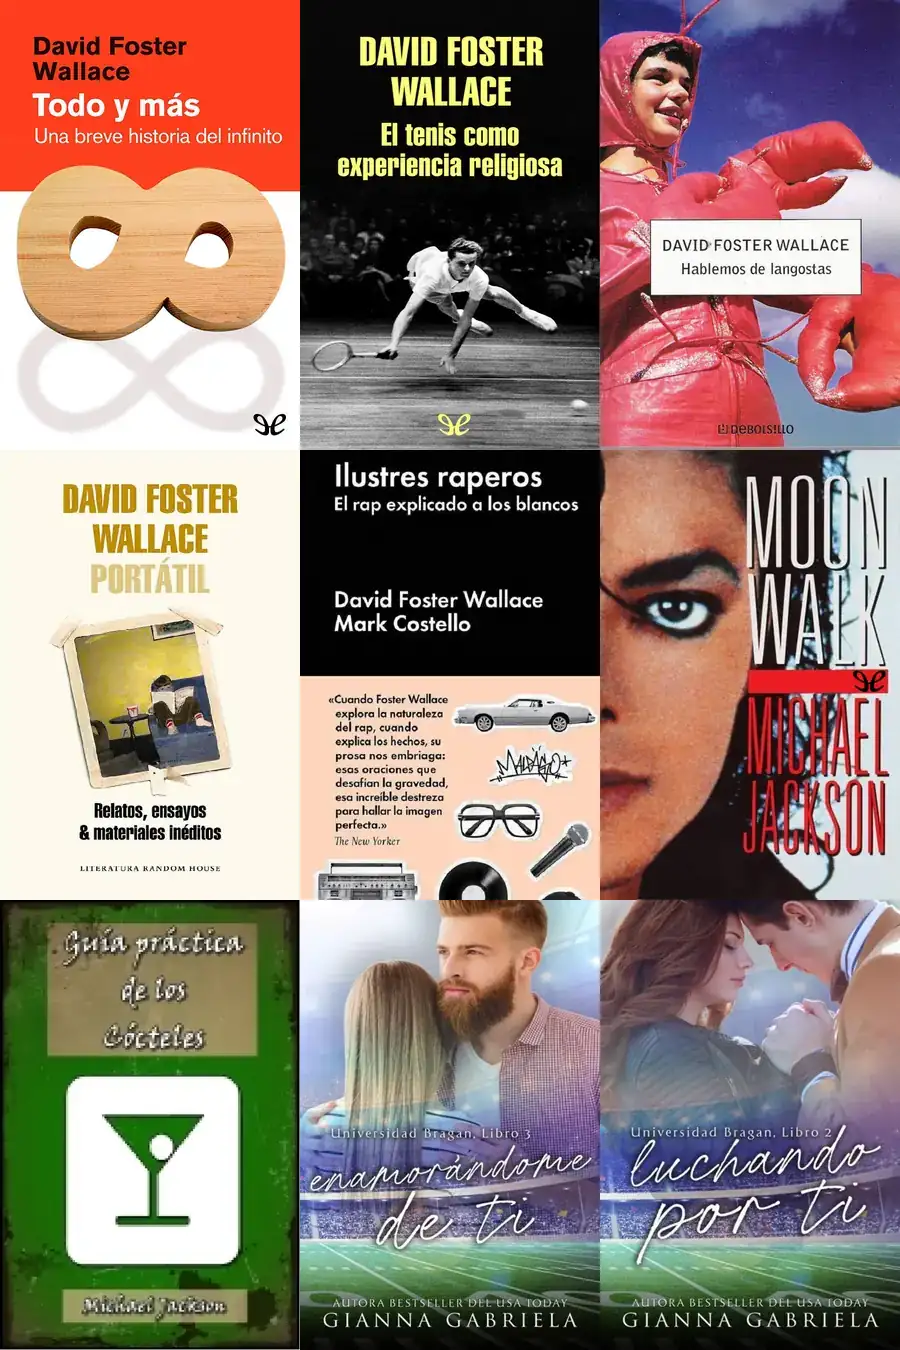 David Foster
Wallace
Todo y más
Una breve historia del infinito
DAVID FOSTER
WALLACE
El tenis como
experiencia religiosa
DAVID FOSTER WALLACE
Hablemos de langostas
DEBOLS!LLO
DAVID FOSTER
WALLACE
PORTÁTIL
Relatos, ensayos
& materiales inéditos
LITERATURA RANDOM HOUSE
Ilustres raperos
El rap explicado a los blancos
David Foster Wallace
Mark Costello
«Cuando Foster Wallace
explora la naturaleza
del rap, cuando
explica los hechos, su
prosa nos embriaga:
esas oraciones que
desafían la gravedad,
esa increíble destreza
para hallar la imagen
perfecta.»
The New Yorker
MOON
WALK
MICHAEL
JACKSON
Guía práctica
de los
Cócteles
Michael Jackson
Universidad Bragan, Libro 3
enamorándome
de ti
AUTORA BESTSELLER DEL USA TODAY
GIANNA GABRIELA
Universidad Bragan, Libro 2
luchando
por ti
AUTORA BESTSELLER DEL USA TODAY
GIANNA GABRIELA